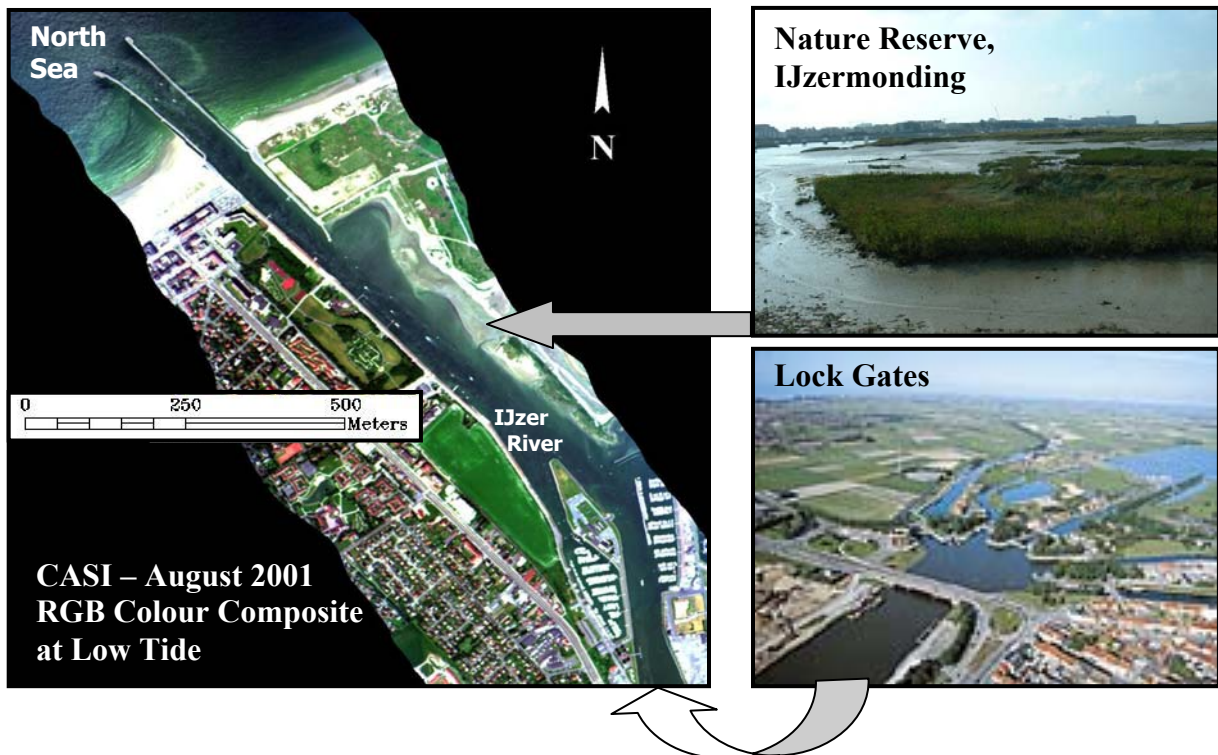 North
Sea
N
0 250 500
Meters
IJzer
River
CASI – August 2001
RGB Colour Composite
at Low Tide
Nature Reserve,
IJzermonding
Lock Gates